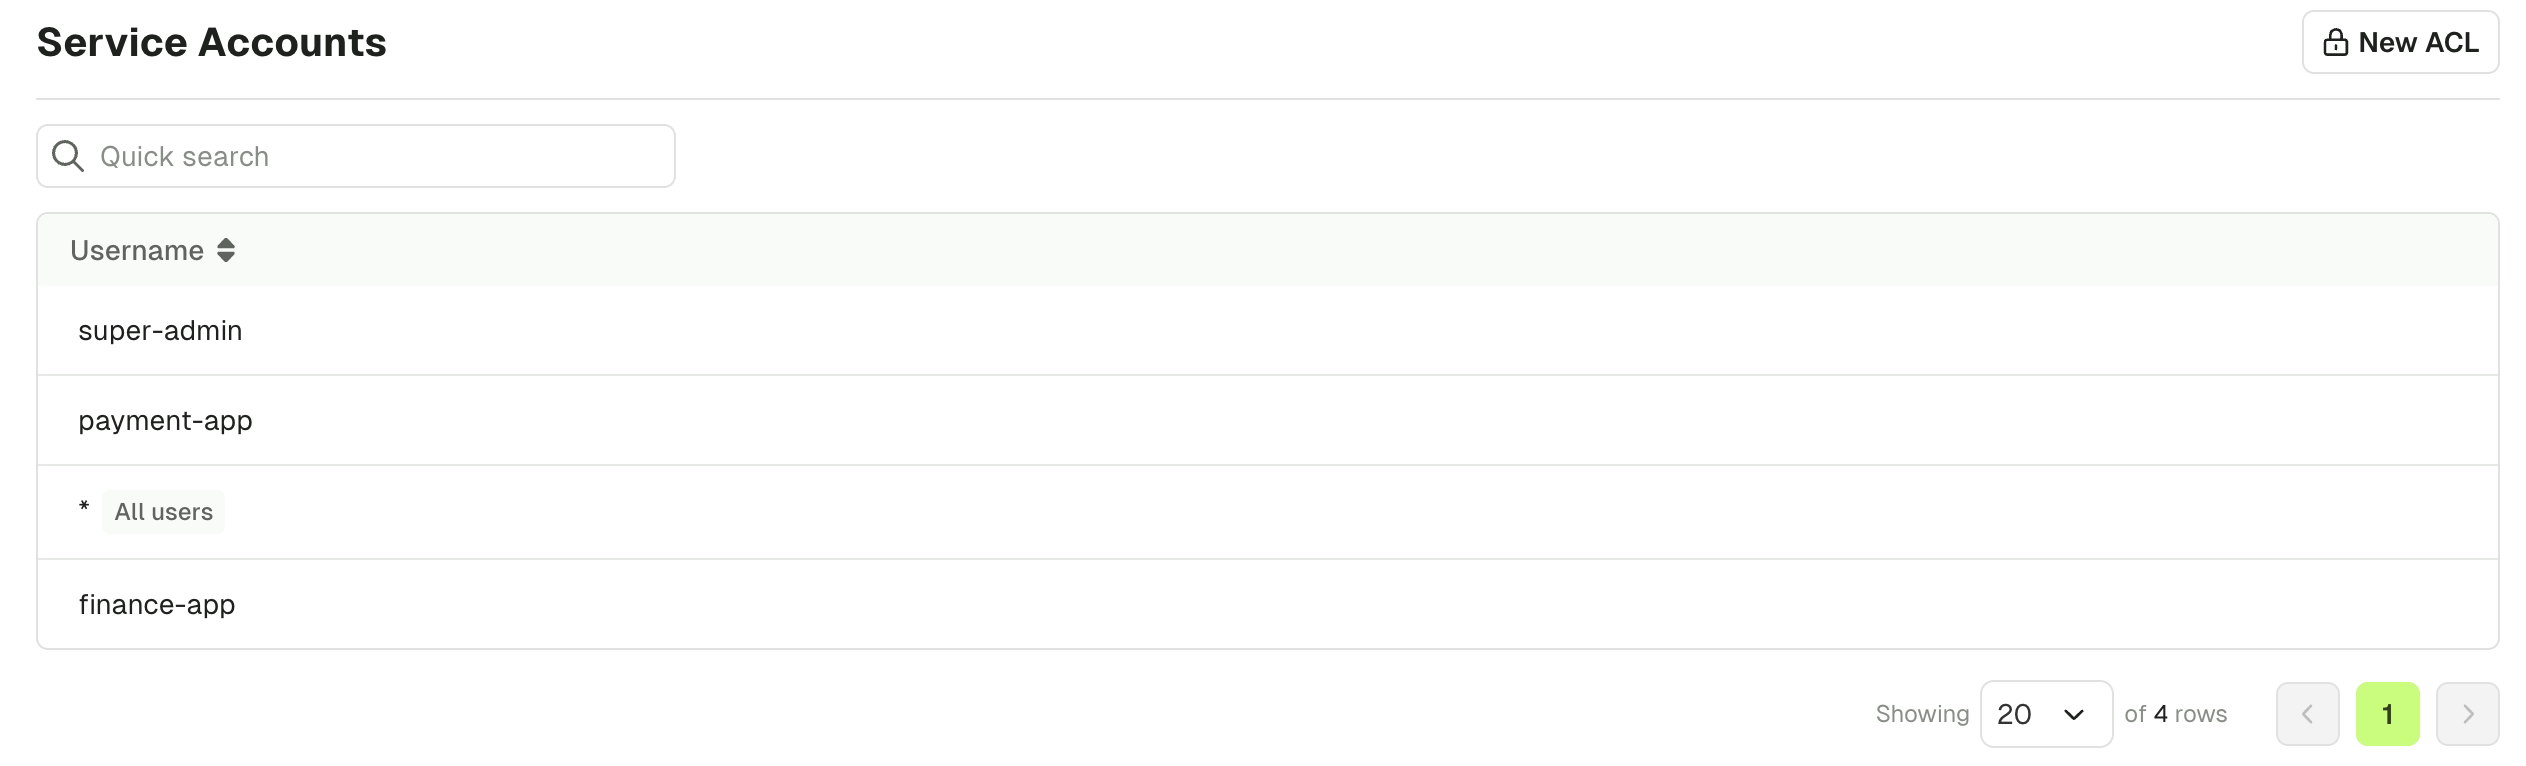 Service Accounts
New ACL
Quick search
Username
super-admin
payment-app
* All users
finance-app
Showing 20 of 4 rows 1